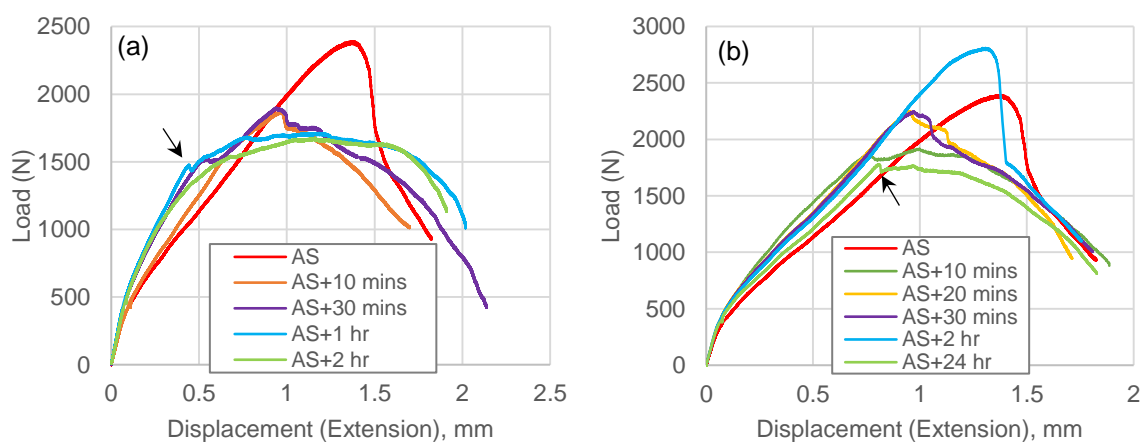 (a)
2500
2000
1500
1000
500
0
Load (N)
AS
AS+10 mins
AS+30 mins
AS+1 hr
AS+2 hr
0 0.5 1 1.5 2 2.5
Displacement (Extension), mm
(b)
3000
2500
2000
1500
1000
500
0
Load (N)
AS
AS+10 mins
AS+20 mins
AS+30 mins
AS+2 hr
AS+24 hr
0 0.5 1 1.5 2
Displacement (Extension), mm